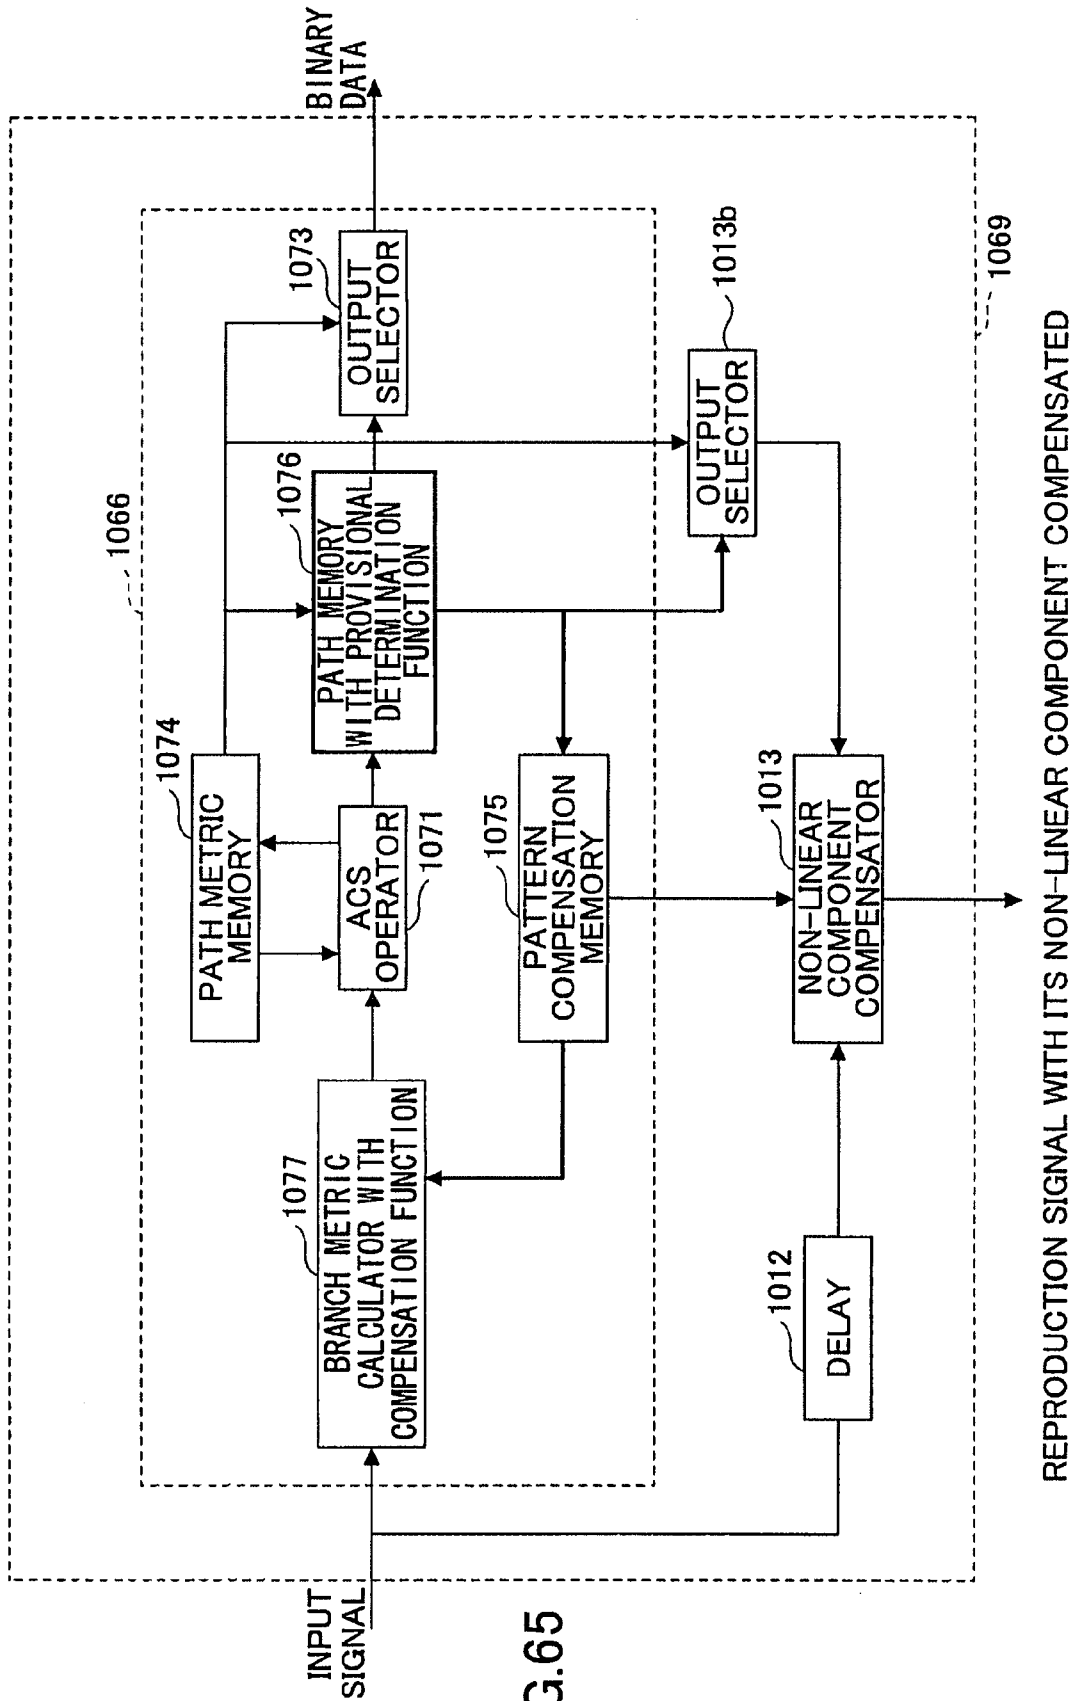 INPUT
SIGNAL
BINARY
DATA
1066
1077
BRANCH METRIC
CALCULATOR WITH
COMPENSATION FUNCTION
1074
PATH METRIC
MEMORY
ACS
OPERATOR
1071
1076
PATH MEMORY
WITH PROVISIONAL
DETERMINATION
FUNCTION
1073
OUTPUT
SELECTOR
1075
PATTERN
COMPENSATION
MEMORY
1013b
OUTPUT
SELECTOR
1012
DELAY
1013
NON-LINEAR
COMPONENT
COMPENSATOR
1069
REPRODUCTION SIGNAL WITH ITS NON-LINEAR COMPONENT COMPENSATED
G.65